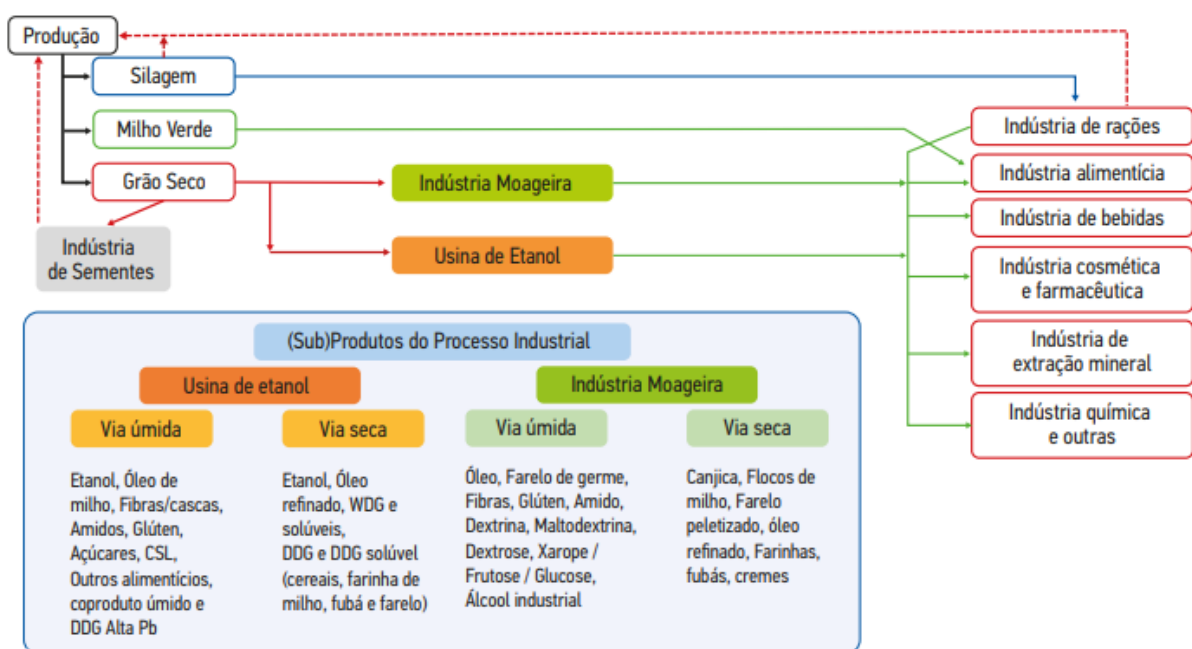 Produção
Silagem
Milho Verde
Grão Seco
Indústria
de Sementes
Indústria Moageira
Usina de Etanol
Indústria de rações
Indústria alimentícia
Indústria de bebidas
Indústria cosmética
e farmacêutica
Indústria de
extração mineral
Indústria química
e outras
(Sub)Produtos do Processo Industrial
Usina de etanol
Indústria Moageira
Via úmida
Via seca
Via úmida
Via seca
Etanol, Óleo de
milho, Fibras/cascas,
Amidos, Glúten,
Açúcares, CSL,
Outros alimentícios,
coproduto úmido e
DDG Alta Pb
Etanol, Óleo
refinado, WDG e
solúveis,
DDG e DDG solúvel
(cereais, farinha de
milho, fubá e farelo)
Óleo, Farelo de germe,
Fibras, Glúten, Amido,
Dextrina, Maltodextrina,
Dextrose, Xarope /
Frutose / Glucose,
Álcool industrial
Canjica, Flocos de
milho, Farelo
peletizado, óleo
refinado, Farinhas,
fubás, cremes